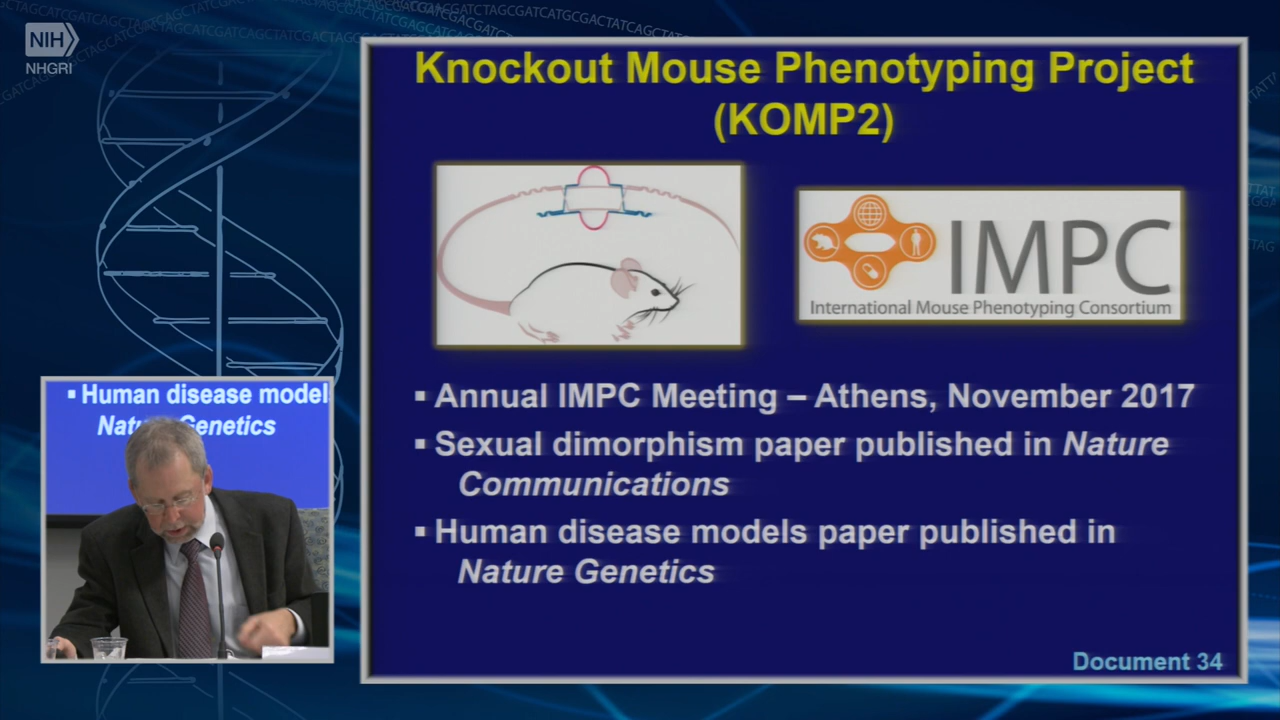 NIH
NHGRI
Knockout Mouse Phenotyping Project
(KOMP2)
IMPC
International Mouse Phenotyping Consortium
▪ Annual IMPC Meeting – Athens, November 2017
▪ Sexual dimorphism paper published in Nature
Communications
▪ Human disease models paper published in
Nature Genetics
Document 34
▪ Human disease model
Genetics